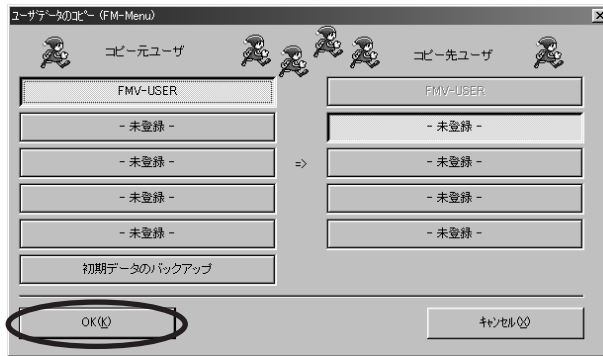 ユーザデータのコピー (FM-Menu)
コピー元ユーザ
コピー先ユーザ
FMV-USER
FMV-USER
- 未登録 -
- 未登録 -
- 未登録 -
=>
- 未登録 -
- 未登録 -
- 未登録 -
- 未登録 -
- 未登録 -
初期データのバックアップ
OK(K)
キャンセル(X)